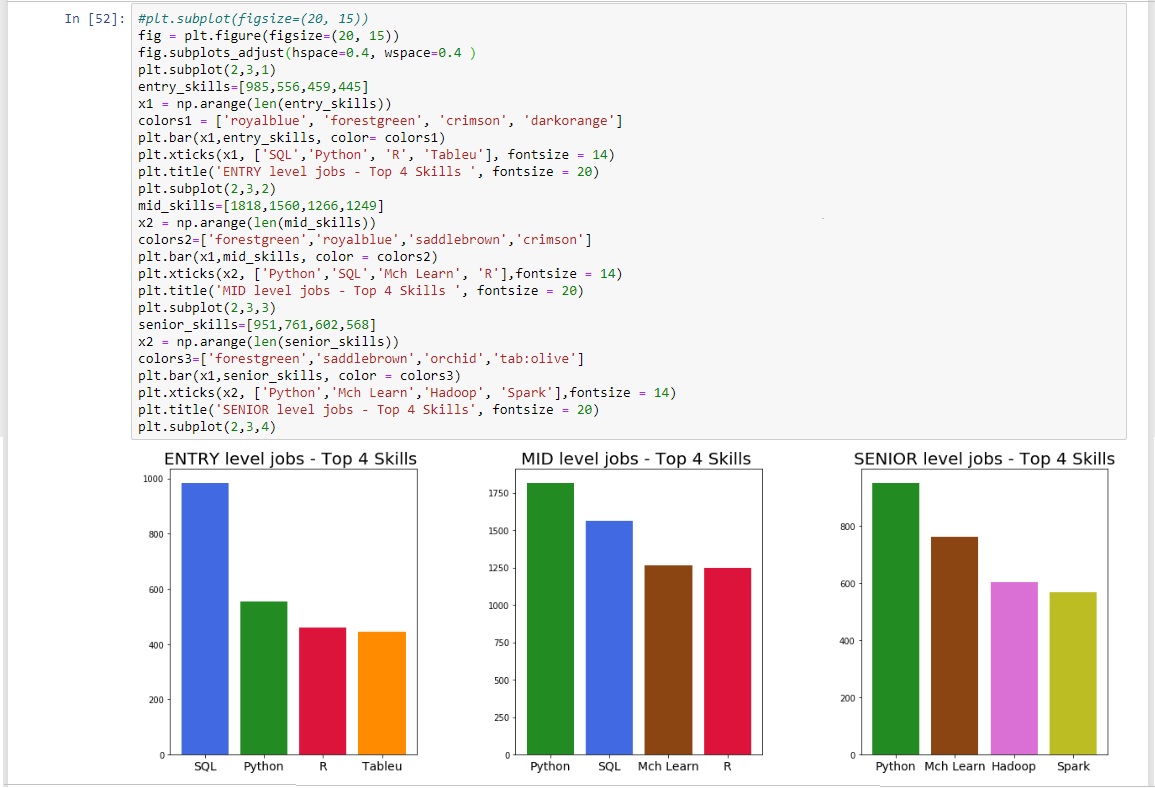 In [52]:
#plt.subplot(figsize=(20, 15))
fig = plt.figure(figsize=(20, 15))
fig.subplots_adjust(hspace=0.4, wspace=0.4 )
plt.subplot(2,3,1)
entry_skills=[985,556,459,445]
x1 = np.arange(len(entry_skills))
colors1 = ['royalblue', 'forestgreen', 'crimson', 'darkorange']
plt.bar(x1,entry_skills, color= colors1)
plt.xticks(x1, ['SQL','Python', 'R', 'Tableu'], fontsize = 14)
plt.title('ENTRY level jobs - Top 4 Skills ', fontsize = 20)
plt.subplot(2,3,2)
mid_skills=[1818,1560,1266,1249]
x2 = np.arange(len(mid_skills))
colors2=['forestgreen','royalblue','saddlebrown','crimson']
plt.bar(x1,mid_skills, color = colors2)
plt.xticks(x2, ['Python','SQL','Mch Learn', 'R'],fontsize = 14)
plt.title('MID level jobs - Top 4 Skills ', fontsize = 20)
plt.subplot(2,3,3)
senior_skills=[951,761,602,568]
x2 = np.arange(len(senior_skills))
colors3=['forestgreen','saddlebrown','orchid','tab:olive']
plt.bar(x1,senior_skills, color = colors3)
plt.xticks(x2, ['Python','Mch Learn','Hadoop', 'Spark'],fontsize = 14)
plt.title('SENIOR level jobs - Top 4 Skills', fontsize = 20)
plt.subplot(2,3,4)
ENTRY level jobs - Top 4 Skills
1000
800
600
400
200
0
SQL Python R Tableu
MID level jobs - Top 4 Skills
1750
1500
1250
1000
750
500
250
0
Python SQL Mch Learn R
SENIOR level jobs - Top 4 Skills
800
600
400
200
0
Python Mch Learn Hadoop Spark